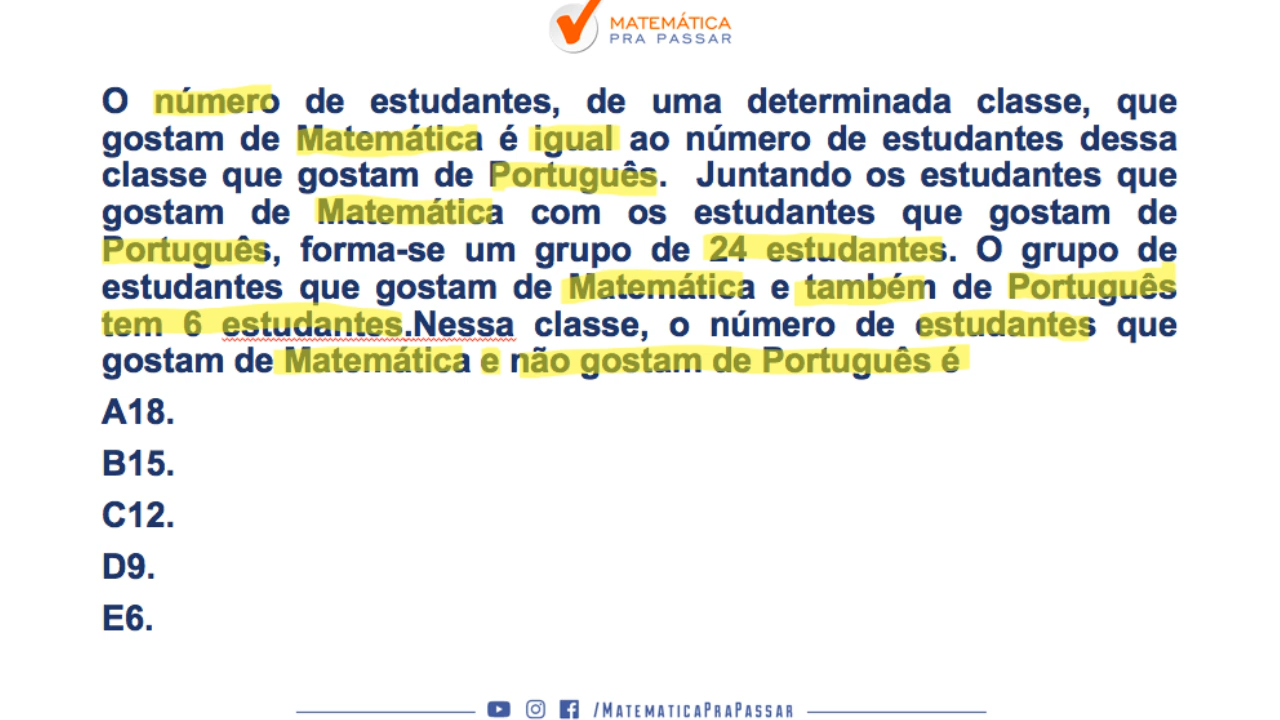 MATEMÁTICA
PRA PASSAR
O número de estudantes, de uma determinada classe, que
gostam de Matemática é igual ao número de estudantes dessa
classe que gostam de Português. Juntando os estudantes que
gostam de Matemática com os estudantes que gostam de
Português, forma-se um grupo de 24 estudantes. O grupo de
estudantes que gostam de Matemática e também de Português
tem 6 estudantes.Nessa classe, o número de estudantes que
gostam de Matemática e não gostam de Português é
A18.
B15.
C12.
D9.
E6.
/MATEMATICAPRAPASSAR